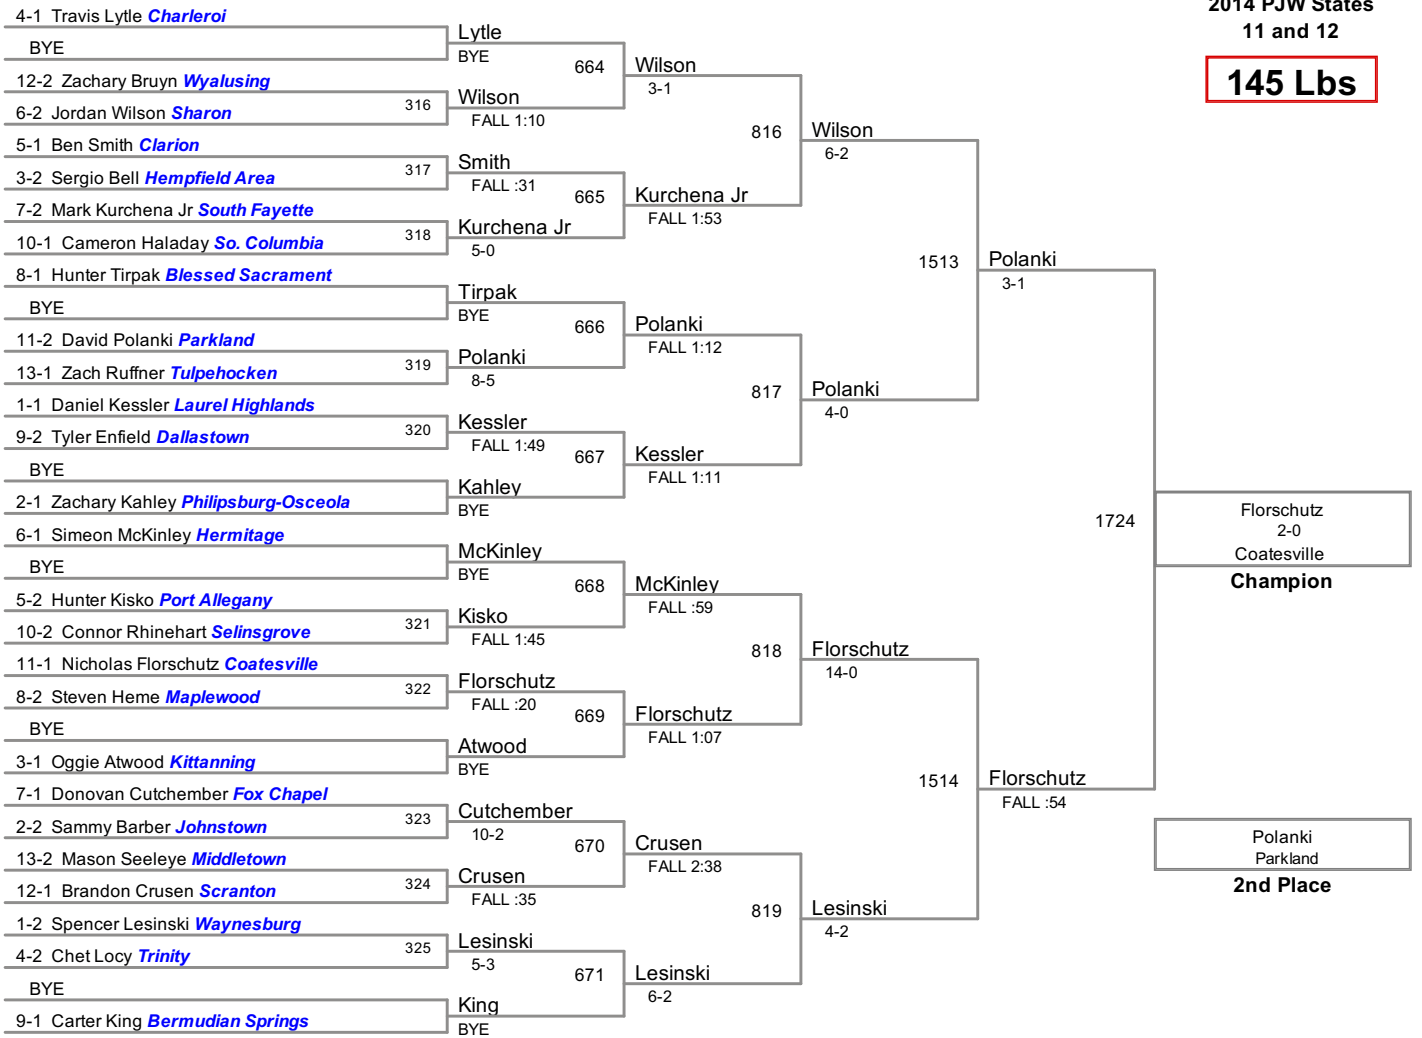 2014 PJW States
11 and 12
145 Lbs
4-1 Travis Lytle Charleroi
BYE
12-2 Zachary Bruyn Wyalusing
6-2 Jordan Wilson Sharon
5-1 Ben Smith Clarion
3-2 Sergio Bell Hempfield Area
7-2 Mark Kurchena Jr South Fayette
10-1 Cameron Haladay So. Columbia
8-1 Hunter Tirpak Blessed Sacrament
BYE
11-2 David Polanki Parkland
13-1 Zach Ruffner Tulpehocken
1-1 Daniel Kessler Laurel Highlands
9-2 Tyler Enfield Dallastown
BYE
2-1 Zachary Kahley Philipsburg-Osceola
6-1 Simeon McKinley Hermitage
BYE
5-2 Hunter Kisko Port Allegany
10-2 Connor Rhinehart Selinsgrove
11-1 Nicholas Florschutz Coatesville
8-2 Steven Heme Maplewood
BYE
3-1 Oggie Atwood Kittanning
7-1 Donovan Cutchember Fox Chapel
2-2 Sammy Barber Johnstown
13-2 Mason Seeleye Middletown
12-1 Brandon Crusen Scranton
1-2 Spencer Lesinski Waynesburg
4-2 Chet Locy Trinity
BYE
9-1 Carter King Bermudian Springs
316
317
318
319
320
321
322
323
324
325
Lytle
BYE
Wilson
FALL 1:10
Smith
FALL :31
Kurchena Jr
5-0
Tirpak
BYE
Polanki
8-5
Kessler
FALL 1:49
Kahley
BYE
McKinley
BYE
Kisko
FALL 1:45
Florschutz
FALL :20
Atwood
BYE
Cutchember
10-2
Crusen
FALL :35
Lesinski
5-3
King
BYE
664
665
666
667
668
669
670
671
Wilson
3-1
Kurchena Jr
FALL 1:53
Polanki
FALL 1:12
Kessler
FALL 1:11
McKinley
FALL :59
Florschutz
FALL 1:07
Crusen
FALL 2:38
Lesinski
6-2
816
817
818
819
Wilson
6-2
Polanki
4-0
Florschutz
14-0
Lesinski
4-2
1513
1514
Polanki
3-1
Florschutz
FALL :54
1724
Florschutz
2-0
Coatesville
Champion
Polanki
Parkland
2nd Place